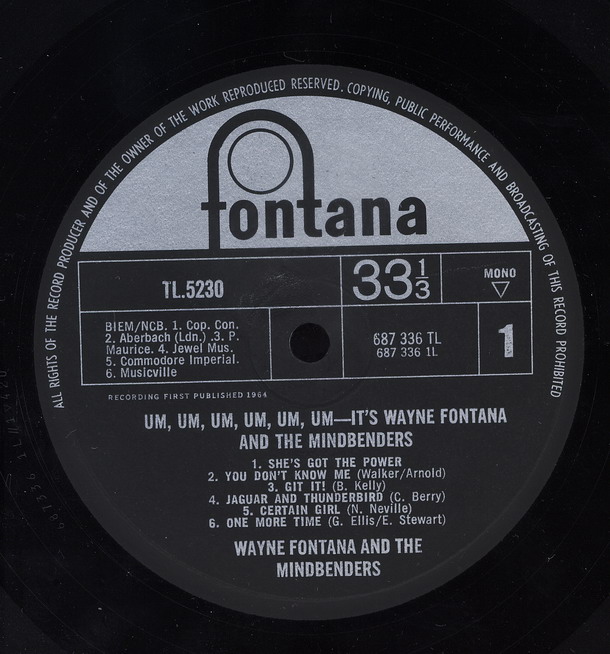 ALL RIGHTS OF THE RECORD PRODUCER AND OF THE OWNER OF THE WORK REPRODUCED RESERVED. COPYING, PUBLIC PERFORMANCE AND BROADCASTING OF THIS RECORD PROHIBITED
fontana
TL.5230
33 1/3
MONO
BIEM/NCB. 1. Cop. Con.
2. Aberbach (Ldn.) .3. P.
Maurice. 4. Jewel Mus.
5. Commodore Imperial.
6. Musicville
687 336 TL
687 336 1L
1
RECORDING FIRST PUBLISHED 1964
UM, UM, UM, UM, UM, UM—IT'S WAYNE FONTANA
AND THE MINDBENDERS
1. SHE'S GOT THE POWER
2. YOU DON'T KNOW ME (Walker/Arnold)
3. GIT IT! (B. Kelly)
4. JAGUAR AND THUNDERBIRD (C. Berry)
5. CERTAIN GIRL (N. Neville)
6. ONE MORE TIME (G. Ellis/E. Stewart)
WAYNE FONTANA AND THE
MINDBENDERS